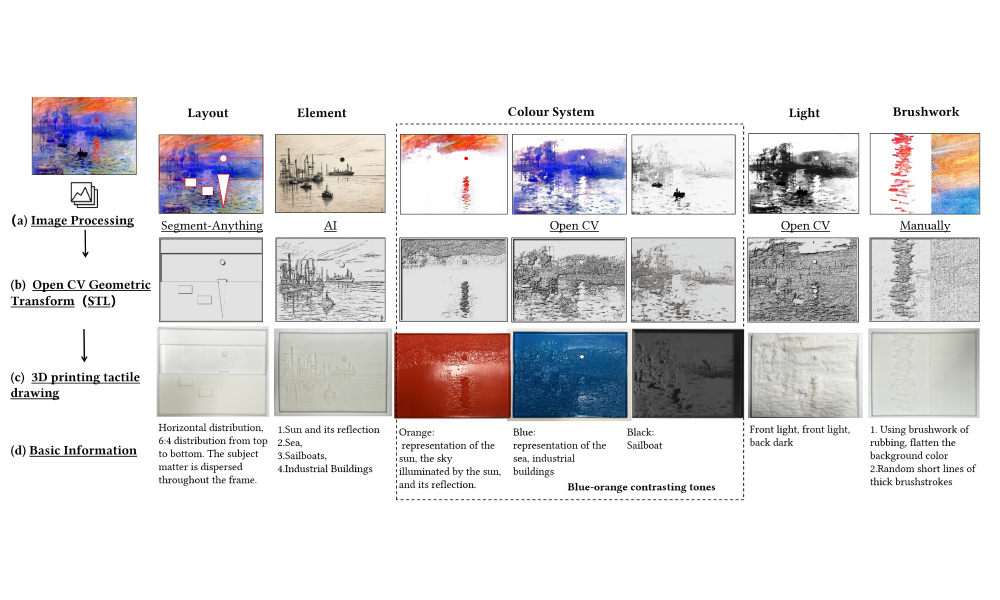 Layout
Element
Colour System
Light
Brushwork
(a) Image Processing
Segment-Anything
AI
Open CV
Open CV
Manually
(b) Open CV Geometric
Transform (STL)
(c) 3D printing tactile
drawing
(d) Basic Information
Horizontal distribution,
6:4 distribution from top
to bottom. The subject
matter is dispersed
throughout the frame.
1.Sun and its reflection
2.Sea,
3.Sailboats,
4.Industrial Buildings
Orange:
representation of the
sun, the sky
illuminated by the sun,
and its reflection.
Blue:
representation of the
sea, industrial
buildings
Black:
Sailboat
Blue-orange contrasting tones
Front light, front light,
back dark
1. Using brushwork of
rubbing, flatten the
background color
2.Random short lines of
thick brushstrokes